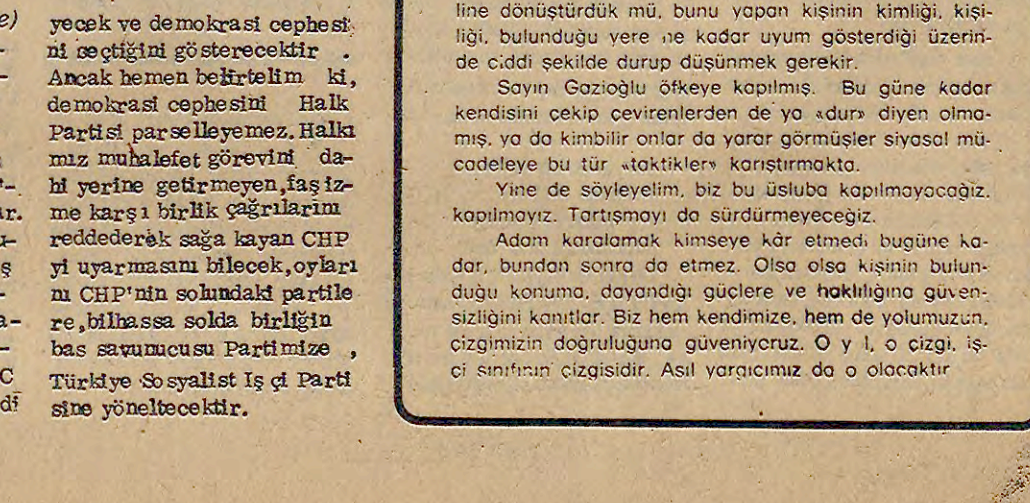 e)
-
-
-
r.
-
ş
-
a-
-
C
di
yecek ve demokrasi cephesi
ni seçtiğini gösterecektir .
Ancak hemen belirtelim ki,
demokrasi cephesini Halk
Partisi parselleyemez. Halkı
mız muhalefet görevini da-
hi yerine getirmeyen,faşiz-
me karşı birlik çağrılarını
reddederek sağa kayan CHP
yi uyarmasını bilecek,oyları
nı CHP'nin solundaki partile
re,bilhassa solda birliğin
bas savunucusu Partimize ,
Türkiye Sosyalist Işçi Parti
sine yöneltecektir.
line dönüştürdük mü, bunu yapan kişinin kimliği, kişi-
liği, bulunduğu yere ne kadar uyum gösterdiği üzerin-
de ciddi şekilde durup düşünmek gerekir.
Sayın Gazioğlu öfkeye kapılmış. Bu güne kadar
kendisini çekip çevirenlerden de ya «dur» diyen olma-
mış, ya da kimbilir onlar da yarar görmüşler siyasal mü-
cadeleye bu tür «taktikler» karıştırmakta.
Yine de söyleyelim, biz bu üsluba kapılmayacağız,
kapılmayız. Tartışmayı da sürdürmeyeceğiz.
Adam karalamak kimseye kâr etmedi bugüne ka-
dar, bundan sonra da etmez. Olsa olsa kişinin bulun-
duğu konuma, dayandığı güçlere ve haklılığına güven-
sizliğini kanıtlar. Biz hem kendimize, hem de yolumuzun,
çizgimizin doğruluğuna güveniyoruz. O y l, o çizgi, iş-
çi sınıfının çizgisidir. Asıl yargıcımız da o olacaktır